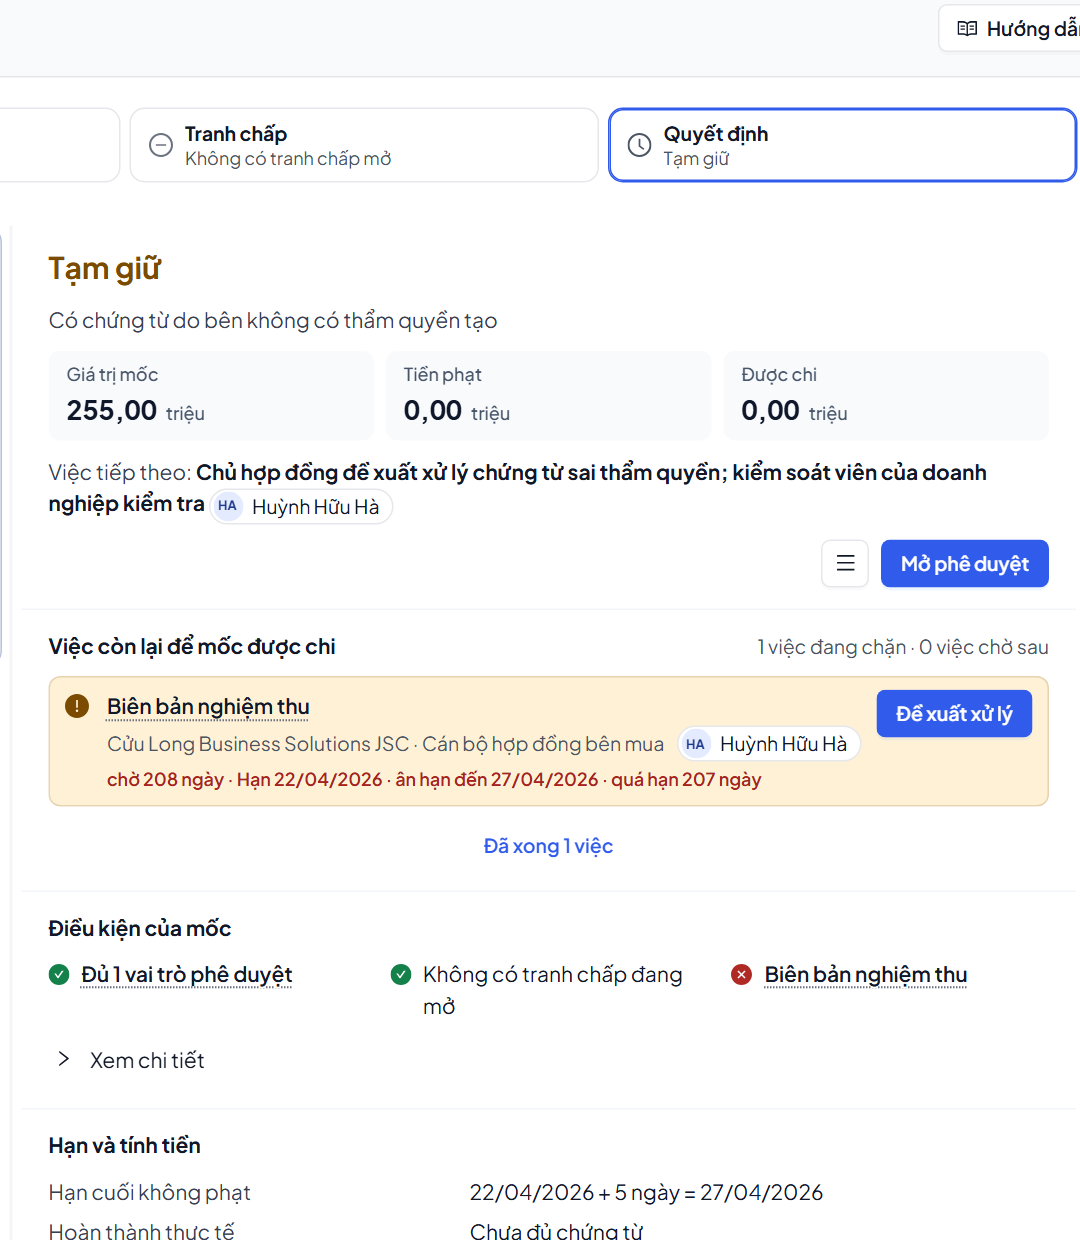 Hướng dẫn
Tranh chấp
Không có tranh chấp mở
Quyết định
Tạm giữ
Tạm giữ
Có chứng từ do bên không có thẩm quyền tạo
Giá trị mốc
255,00 triệu
Tiền phạt
0,00 triệu
Được chi
0,00 triệu
Việc tiếp theo: Chủ hợp đồng đề xuất xử lý chứng từ sai thẩm quyền; kiểm soát viên của doanh
nghiệp kiểm tra HA Huỳnh Hữu Hà
Mở phê duyệt
Việc còn lại để mốc được chi
1 việc đang chặn · 0 việc chờ sau
Biên bản nghiệm thu
Đề xuất xử lý
Cửu Long Business Solutions JSC · Cán bộ hợp đồng bên mua HA Huỳnh Hữu Hà
chờ 208 ngày · Hạn 22/04/2026 · ân hạn đến 27/04/2026 · quá hạn 207 ngày
Đã xong 1 việc
Điều kiện của mốc
Đủ 1 vai trò phê duyệt
Không có tranh chấp đang
mở
Biên bản nghiệm thu
Xem chi tiết
Hạn và tính tiền
Hạn cuối không phạt
22/04/2026 + 5 ngày = 27/04/2026
Hoàn thành thực tế
Chưa đủ chứng từ